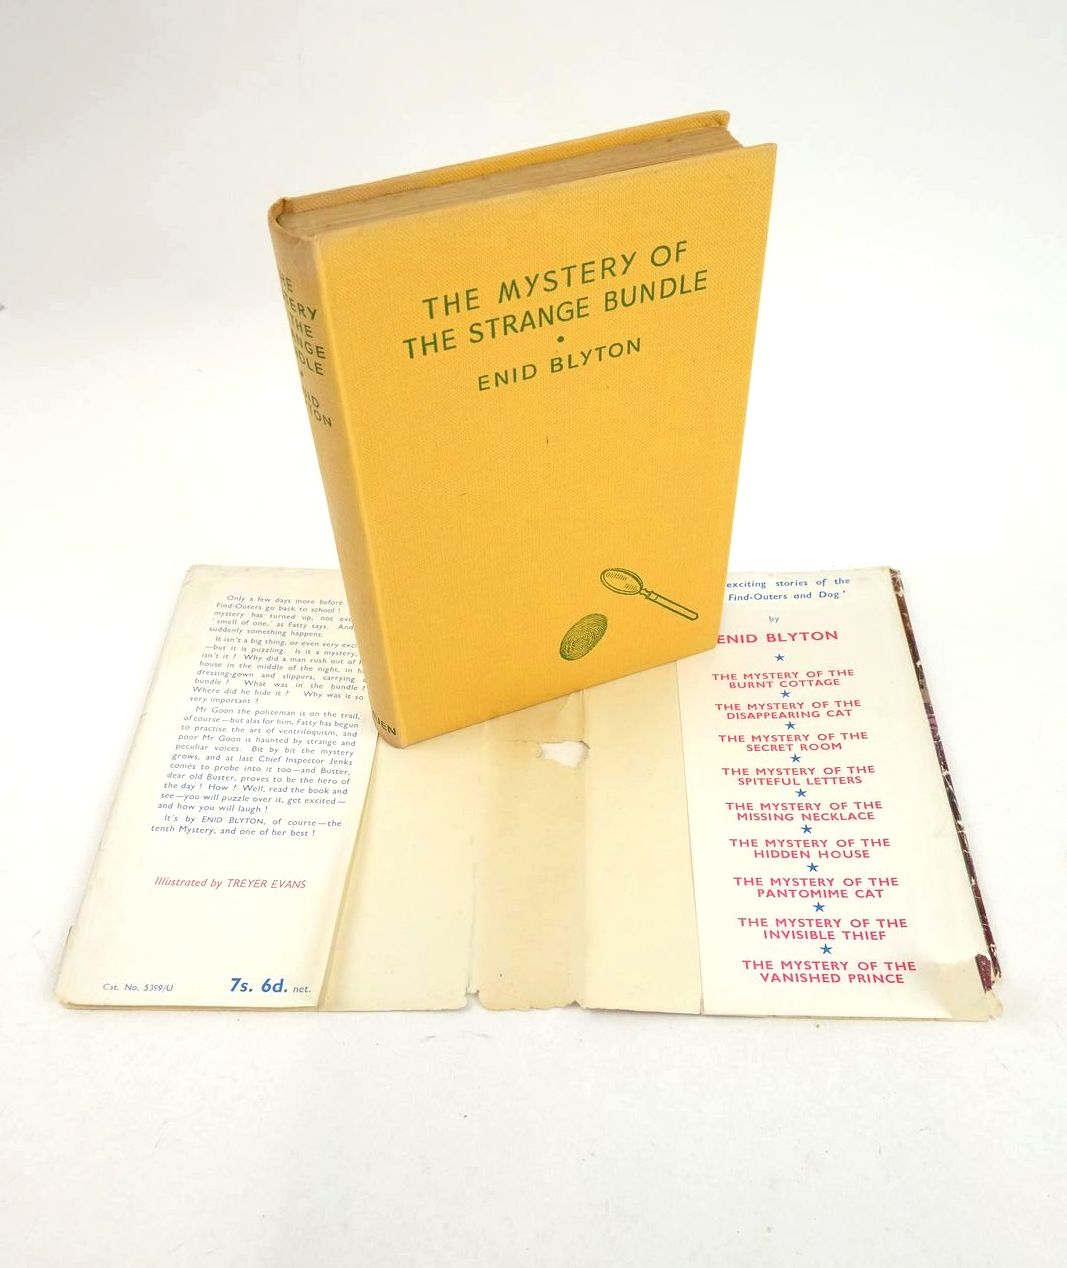 THE MYSTERY OF
THE STRANGE BUNDLE
•
ENID BLYTON
Only a few days more before
Find-Outers go back to school!
mystery has turned up, not
'smell of one,' as Fatty says. And
suddenly something happens.
It isn't a big thing, or even very
—but it is puzzling. Is it a mystery,
isn't it? Why did a man rush out of
house in the middle of the night, in
dressing-gown and slippers, carrying
bundle? What was in the bundle?
Where did he hide it? Why was it so
very important?
Mr Goon the policeman is on the trail,
of course—but alas for him, Fatty has begun
to practise the art of ventriloquism, and
poor Mr Goon is haunted by strange and
peculiar voices. Bit by bit the mystery
grows, and at last Chief Inspector Jenks
comes to probe into it too—and Buster,
dear old Buster, proves to be the hero of
the day! How? Well, read the book and
see—you will puzzle over it, get excited—
and how you will laugh!
It's by ENID BLYTON, of course—the
tenth Mystery, and one of her best!
Illustrated by TREYER EVANS
Cat. No. 5399/U
7s. 6d. net.
exciting stories of the
Find-Outers and Dog'
by
ENID BLYTON
THE MYSTERY OF THE
BURNT COTTAGE
THE MYSTERY OF THE
DISAPPEARING CAT
THE MYSTERY OF THE
SECRET ROOM
THE MYSTERY OF THE
SPITEFUL LETTERS
THE MYSTERY OF THE
MISSING NECKLACE
THE MYSTERY OF THE
HIDDEN HOUSE
THE MYSTERY OF THE
PANTOMIME CAT
THE MYSTERY OF THE
INVISIBLE THIEF
THE MYSTERY OF THE
VANISHED PRINCE